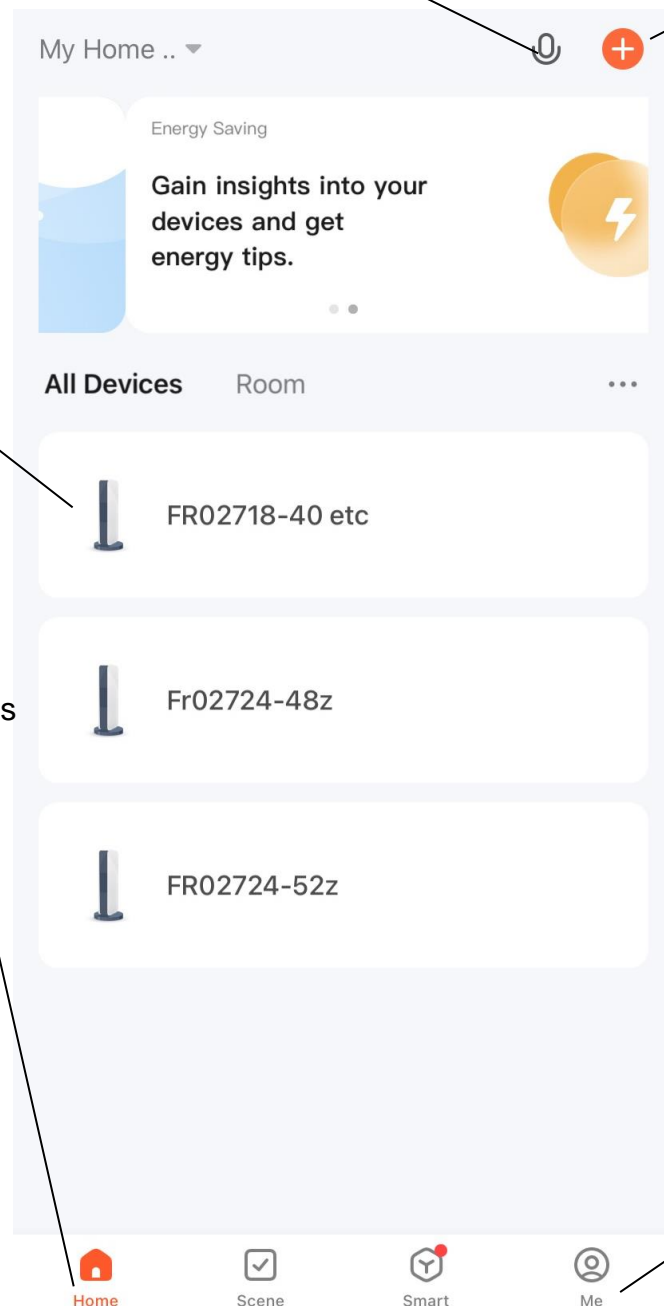 My Home ..
Energy Saving
Gain insights into your
devices and get
energy tips.
All Devices Room
FR02718-40 etc
s
Fr02724-48z
FR02724-52z
Home Scene Smart Me